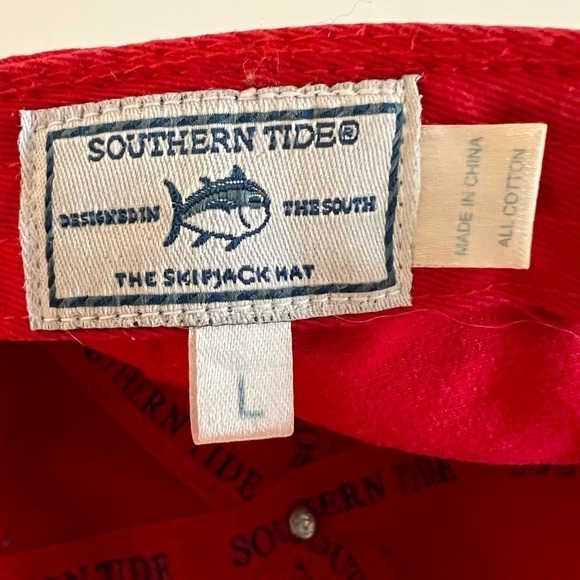 SOUTHERN TIDE®
DESIGNED IN THE SOUTH
THE SKIPJACK HAT
MADE IN CHINA
ALL COTTON
L
SOUTHERN TIDE
SOUTHERN TIDE
SOUTHERN TIDE